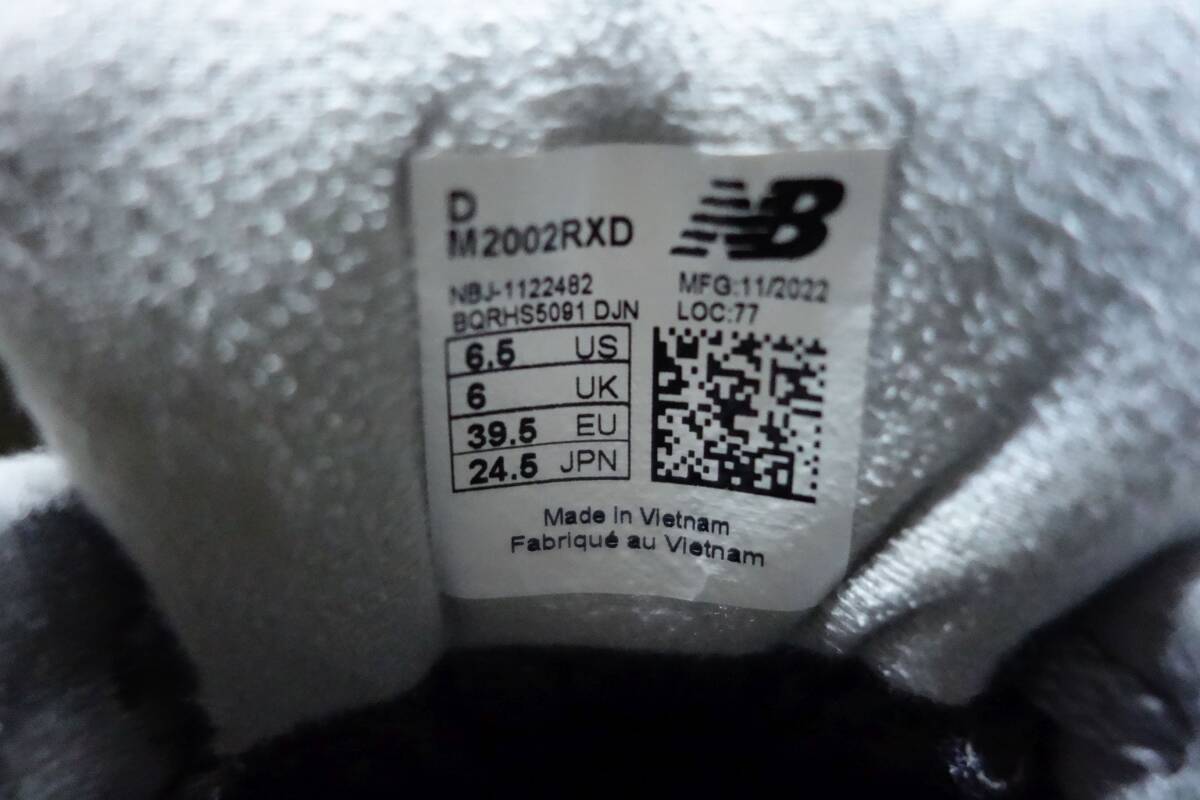 D
M2002RXD
NB
NBJ-1122482
MFG:11/2022
BQRHS5091 DJN
LOC:77
6.5 US
6 UK
39.5 EU
24.5 JPN
Made in Vietnam
Fabriqué au Vietnam